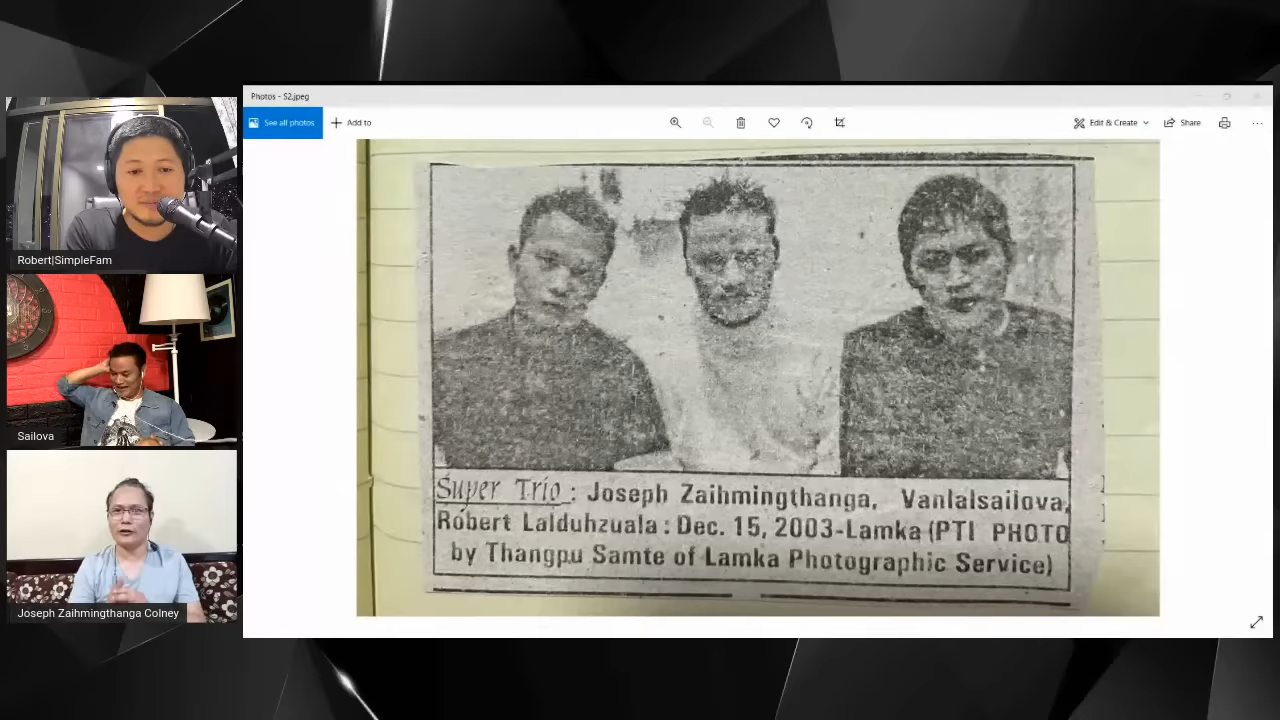 Photos - S2.jpeg
See all photos
Add to
Edit & Create
Share
Robert|SimpleFam
Sailova
Joseph Zaihmingthanga Colney
Super Trio : Joseph Zaihmingthanga, Vanlalsailova,
Robert Lalduhzuala : Dec. 15, 2003-Lamka (PTI PHOTO
by Thangpu Samte of Lamka Photographic Service)